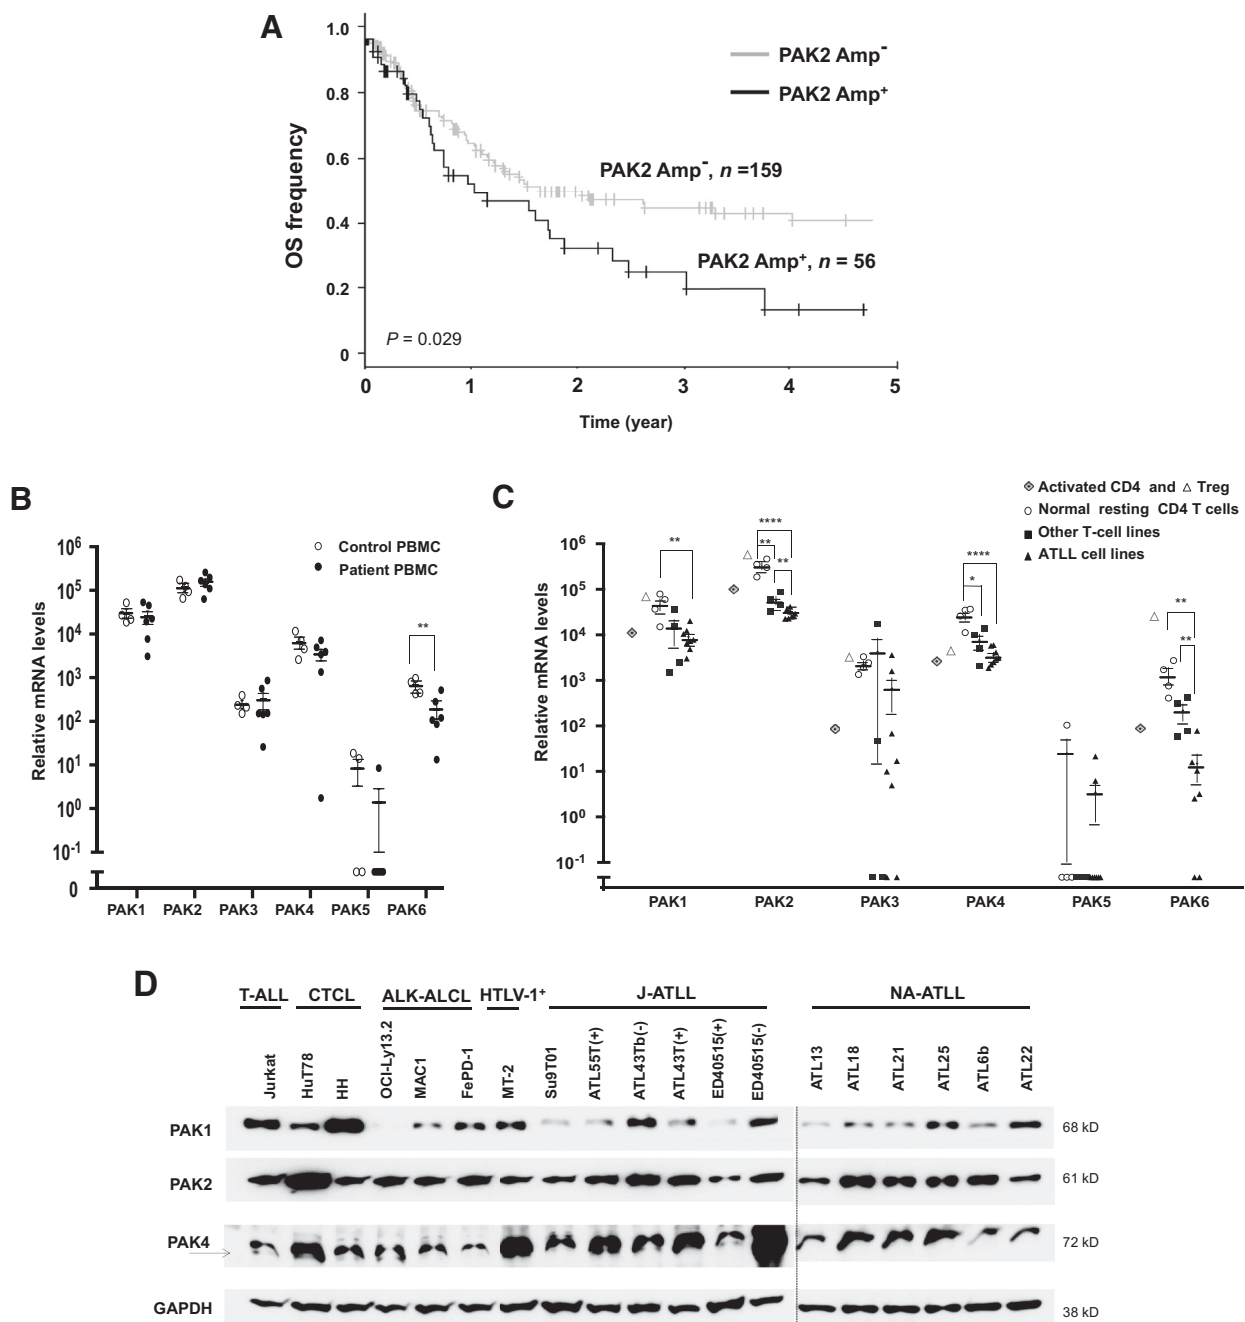 A
OS frequency
1.0
0.8
0.6
0.4
0.2
0
PAK2 Amp⁻
PAK2 Amp⁺
PAK2 Amp⁻, n =159
PAK2 Amp⁺, n = 56
P = 0.029
0 1 2 3 4 5
Time (year)
B
Relative mRNA levels
Control PBMC
Patient PBMC
10⁶
10⁵
10⁴
10³
10²
10¹
10⁰
10⁻¹
0
**
PAK1 PAK2 PAK3 PAK4 PAK5 PAK6
C
Relative mRNA levels
Activated CD4 and △ Treg
Normal resting CD4 T cells
Other T-cell lines
ATLL cell lines
10⁶
10⁵
10⁴
10³
10²
10¹
10⁰
10⁻¹
**
****
**
**
****
*
**
**
PAK1 PAK2 PAK3 PAK4 PAK5 PAK6
D
T-ALL CTCL ALK-ALCL HTLV-1⁺ J-ATLL NA-ATLL
Jurkat
HuT78
HH
OCI-Ly13.2
MAC1
FePD-1
MT-2
Su9T01
ATL55T(+)
ATL43Tb(-)
ATL43T(+)
ED40515(+)
ED40515(-)
ATL13
ATL18
ATL21
ATL25
ATL6b
ATL22
PAK1 68 kD
PAK2 61 kD
PAK4 72 kD
GAPDH 38 kD